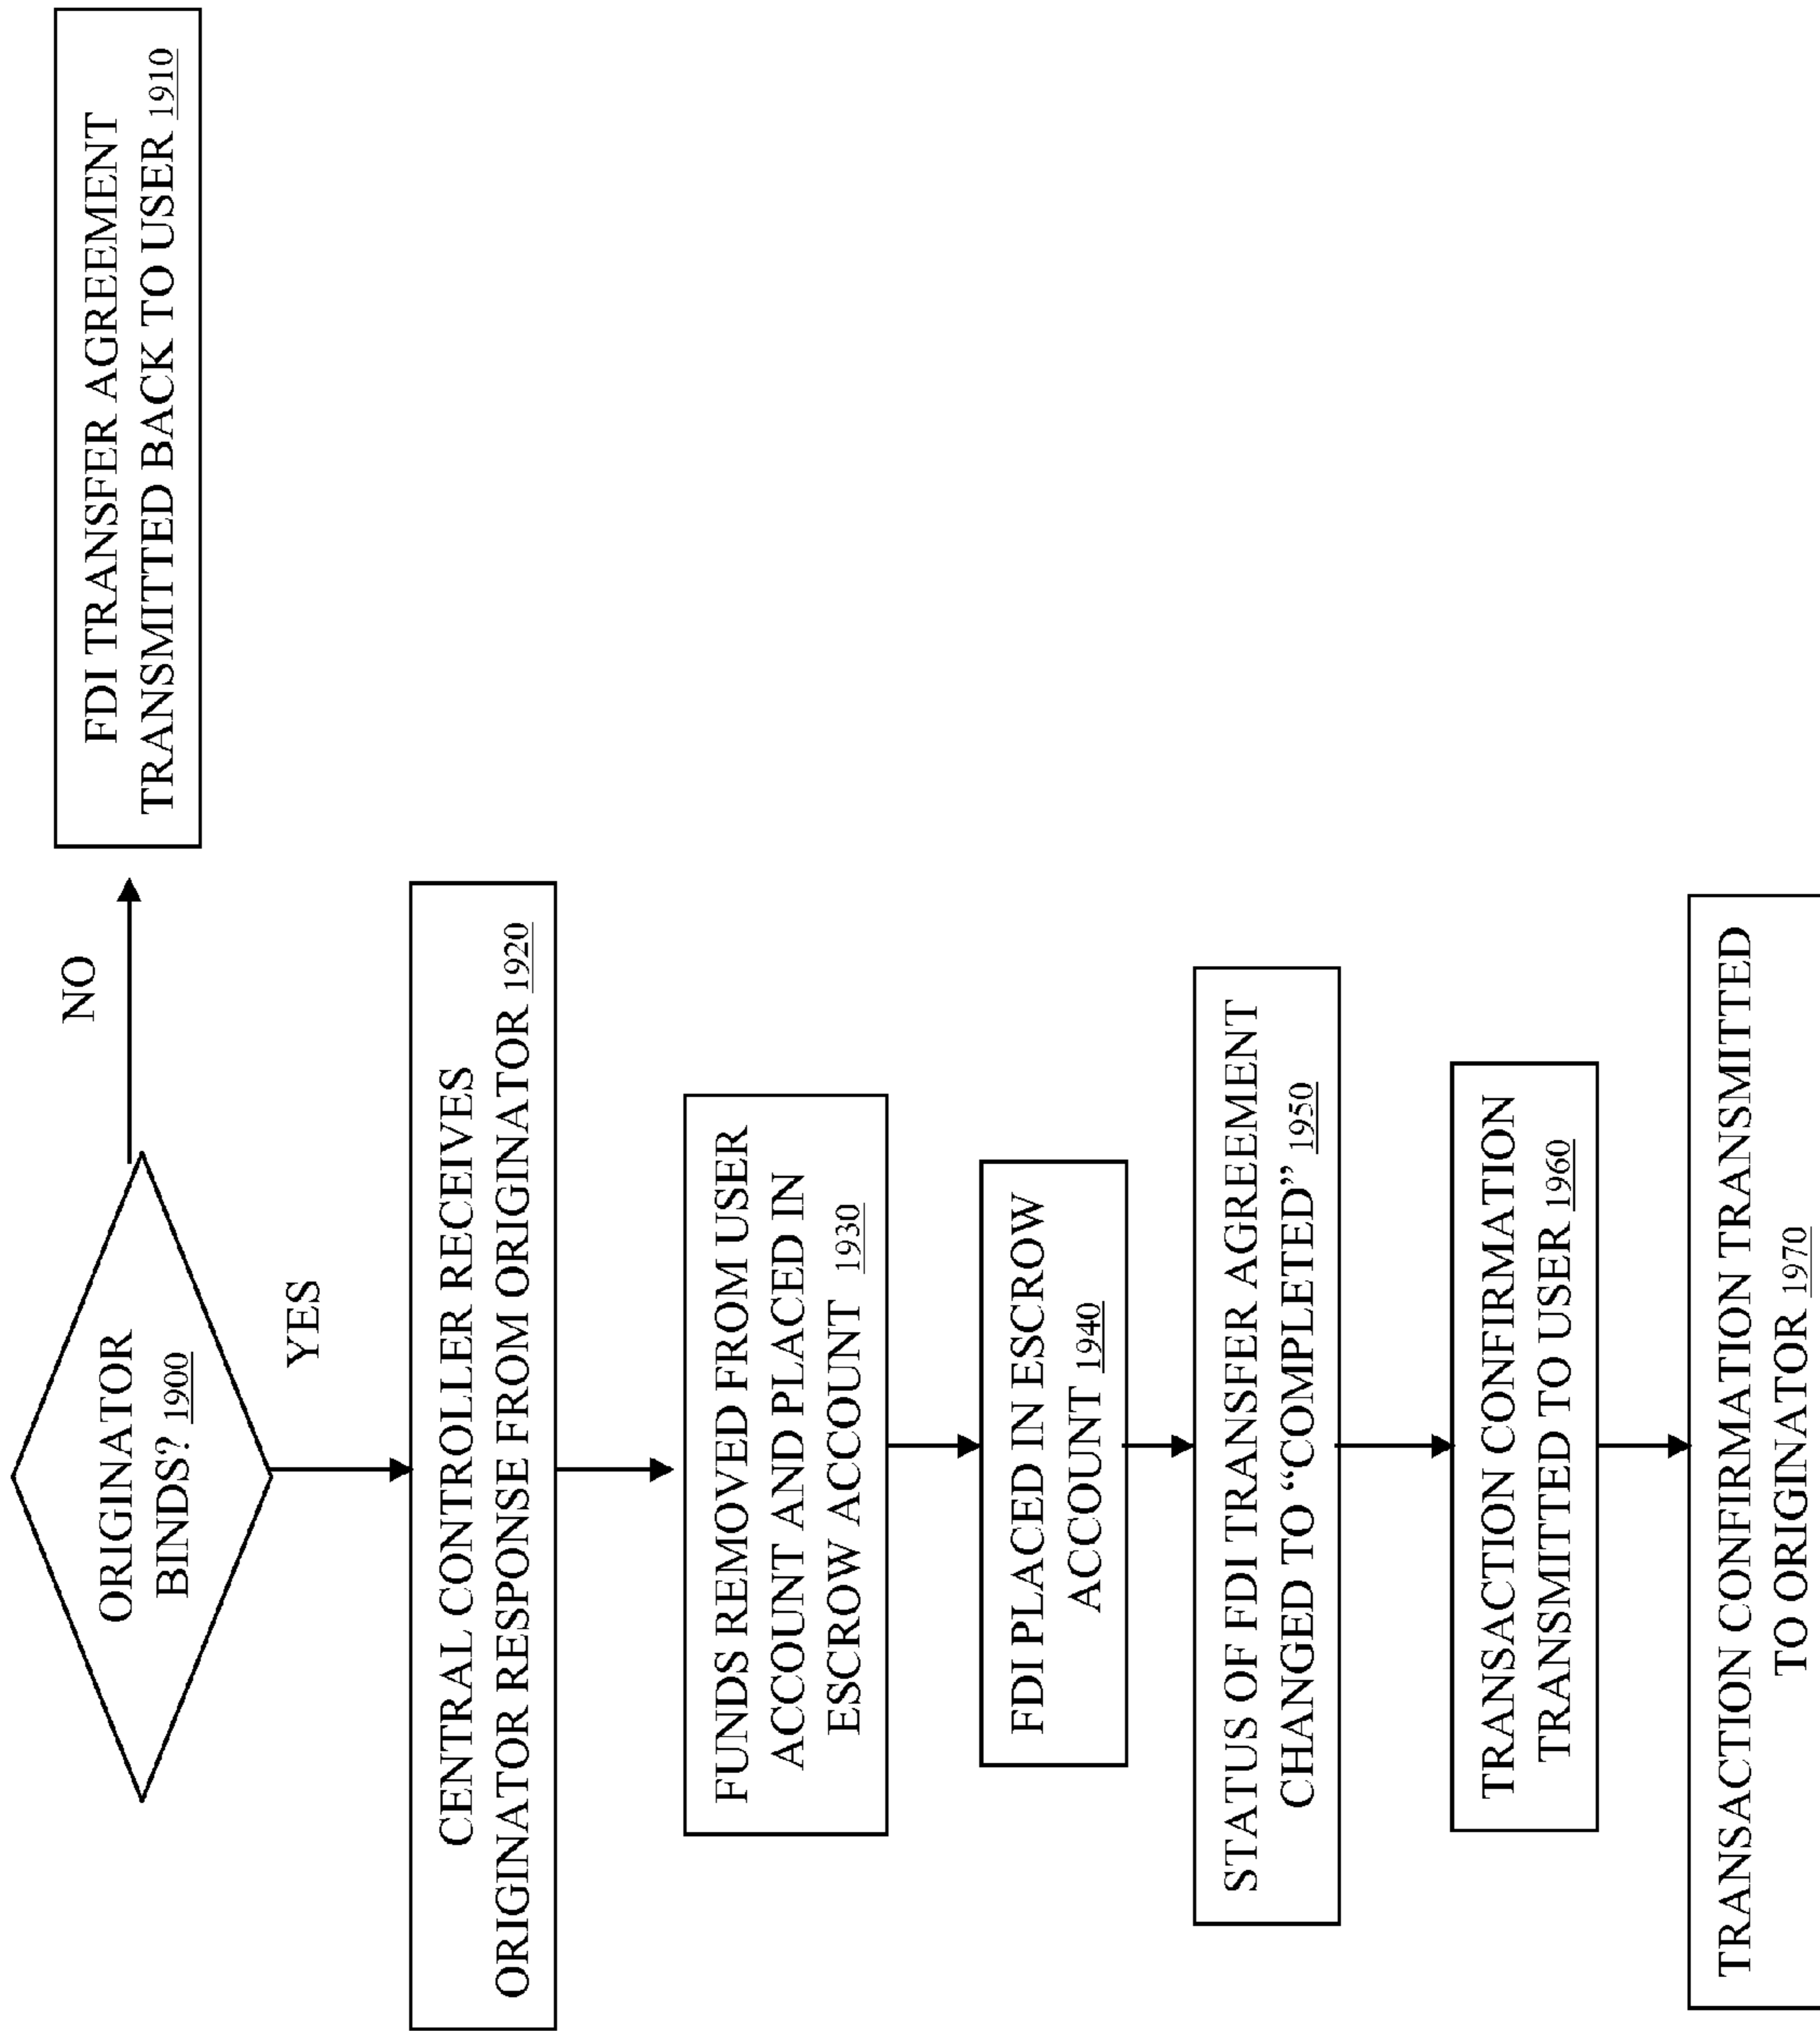 ORIGINATOR
BINDS? 1900
NO
FDI TRANSFER AGREEMENT
TRANSMITTED BACK TO USER 1910
YES
CENTRAL CONTROLLER RECEIVES
ORIGINATOR RESPONSE FROM ORIGINATOR 1920
FUNDS REMOVED FROM USER
ACCOUNT AND PLACED IN
ESCROW ACCOUNT 1930
FDI PLACED IN ESCROW
ACCOUNT 1940
STATUS OF FDI TRANSFER AGREEMENT
CHANGED TO “COMPLETED” 1950
TRANSACTION CONFIRMATION
TRANSMITTED TO USER 1960
TRANSACTION CONFIRMATION TRANSMITTED
TO ORIGINATOR 1970